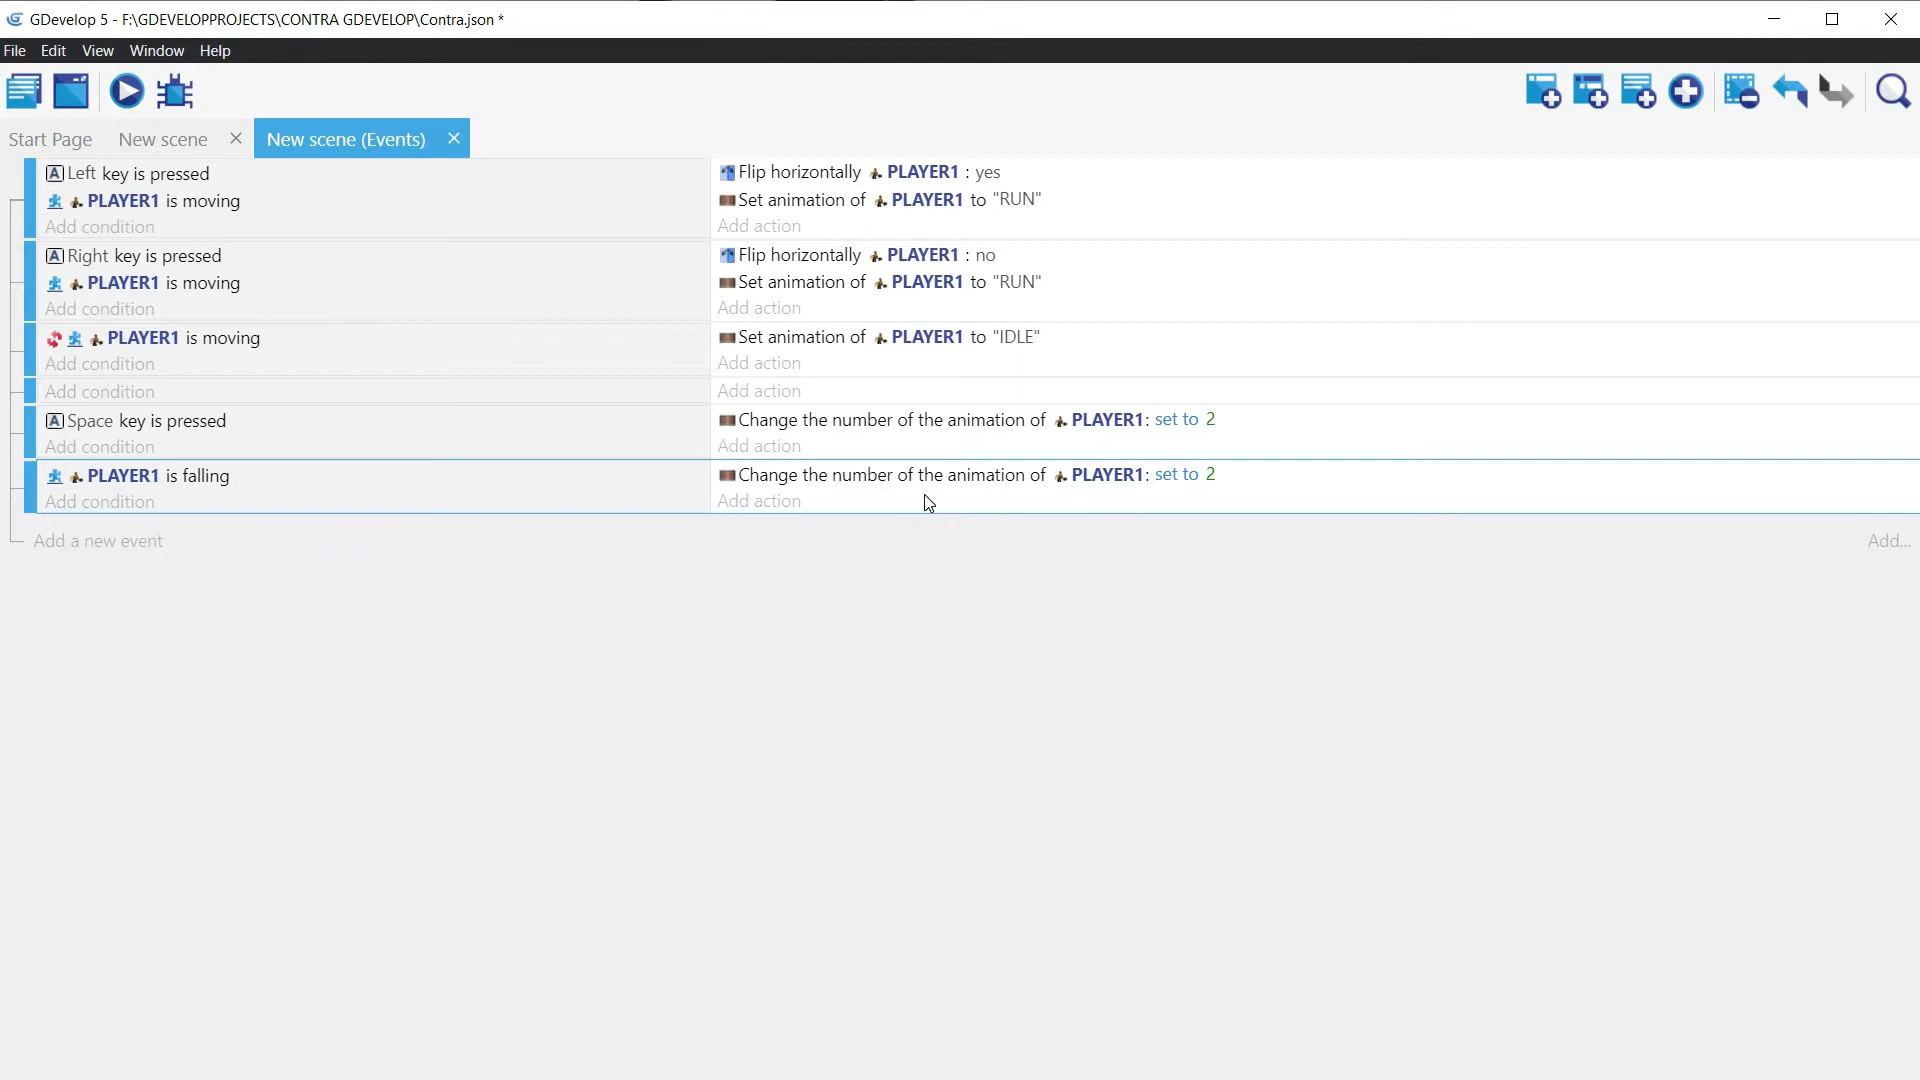 GDevelop 5 - F:\GDEVELOPPROJECTS\CONTRA GDEVELOP\Contra.json *
File Edit View Window Help
Start Page New scene New scene (Events)
A Left key is pressed
PLAYER1 is moving
Add condition
Flip horizontally PLAYER1 : yes
Set animation of PLAYER1 to "RUN"
Add action
A Right key is pressed
PLAYER1 is moving
Add condition
Flip horizontally PLAYER1 : no
Set animation of PLAYER1 to "RUN"
Add action
PLAYER1 is moving
Add condition
Set animation of PLAYER1 to "IDLE"
Add action
Add condition
Add action
A Space key is pressed
Add condition
Change the number of the animation of PLAYER1: set to 2
Add action
PLAYER1 is falling
Add condition
Change the number of the animation of PLAYER1: set to 2
Add action
Add a new event
Add...